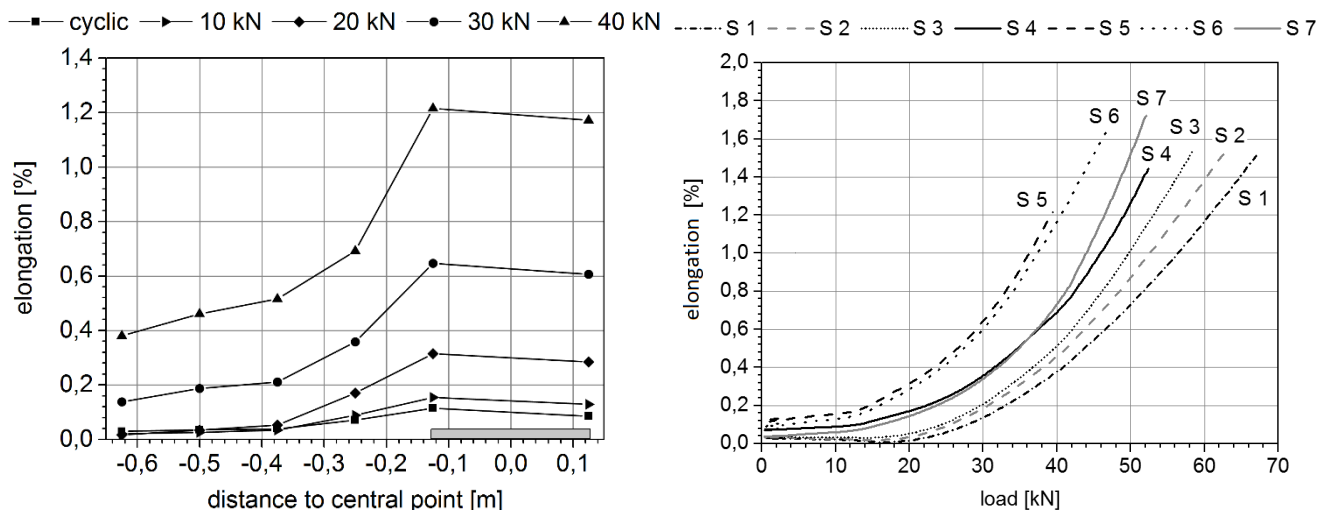 cyclic 10 kN 20 kN 30 kN 40 kN
1,4
1,2
1,0
0,8
0,6
0,4
0,2
0,0
elongation [%]
-0,6 -0,5 -0,4 -0,3 -0,2 -0,1 0,0 0,1
distance to central point [m]
S 1 S 2 S 3 S 4 S 5 S 6 S 7
2,0
1,8
1,6
1,4
1,2
1,0
0,8
0,6
0,4
0,2
0,0
elongation [%]
S 7
S 6
S 3
S 2
S 4
S 5
S 1
0 10 20 30 40 50 60 70
load [kN]